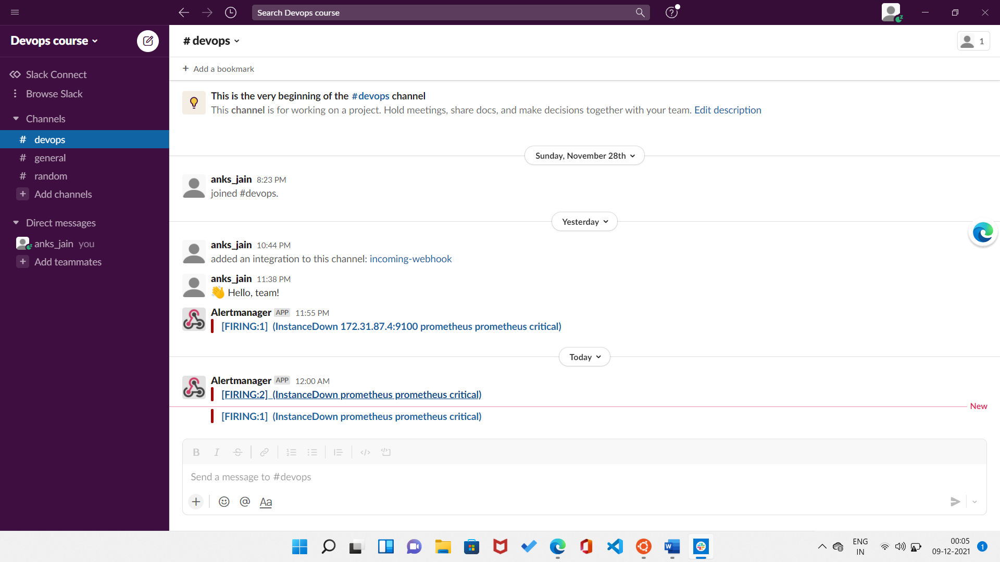 Search Devops course
Devops course
Slack Connect
Browse Slack
Channels
# devops
# general
# random
+ Add channels
Direct messages
anks_jain you
+ Add teammates
# devops
1
+ Add a bookmark
This is the very beginning of the #devops channel
This channel is for working on a project. Hold meetings, share docs, and make decisions together with your team. Edit description
Sunday, November 28th
anks_jain 8:23 PM
joined #devops.
Yesterday
anks_jain 10:44 PM
added an integration to this channel: incoming-webhook
anks_jain 11:38 PM
👋 Hello, team!
Alertmanager APP 11:55 PM
[FIRING:1] (InstanceDown 172.31.87.4:9100 prometheus prometheus critical)
Today
Alertmanager APP 12:00 AM
[FIRING:2] (InstanceDown prometheus prometheus critical)
New
[FIRING:1] (InstanceDown prometheus prometheus critical)
B I S
Send a message to #devops
+ @ Aa
ENG
IN
00:05
09-12-2021
1